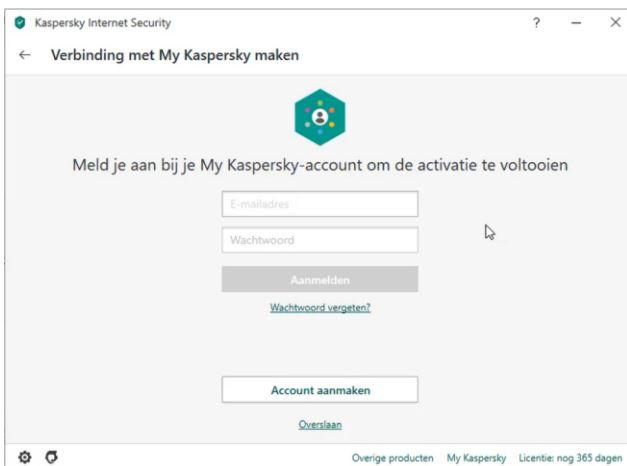 Kaspersky Internet Security
?
Verbinding met My Kaspersky maken
Meld je aan bij je My Kaspersky-account om de activatie te voltooien
E-mailadres
Wachtwoord
Aanmelden
Wachtwoord vergeten?
Account aanmaken
Overslaan
Overige producten My Kaspersky Licentie: nog 365 dagen